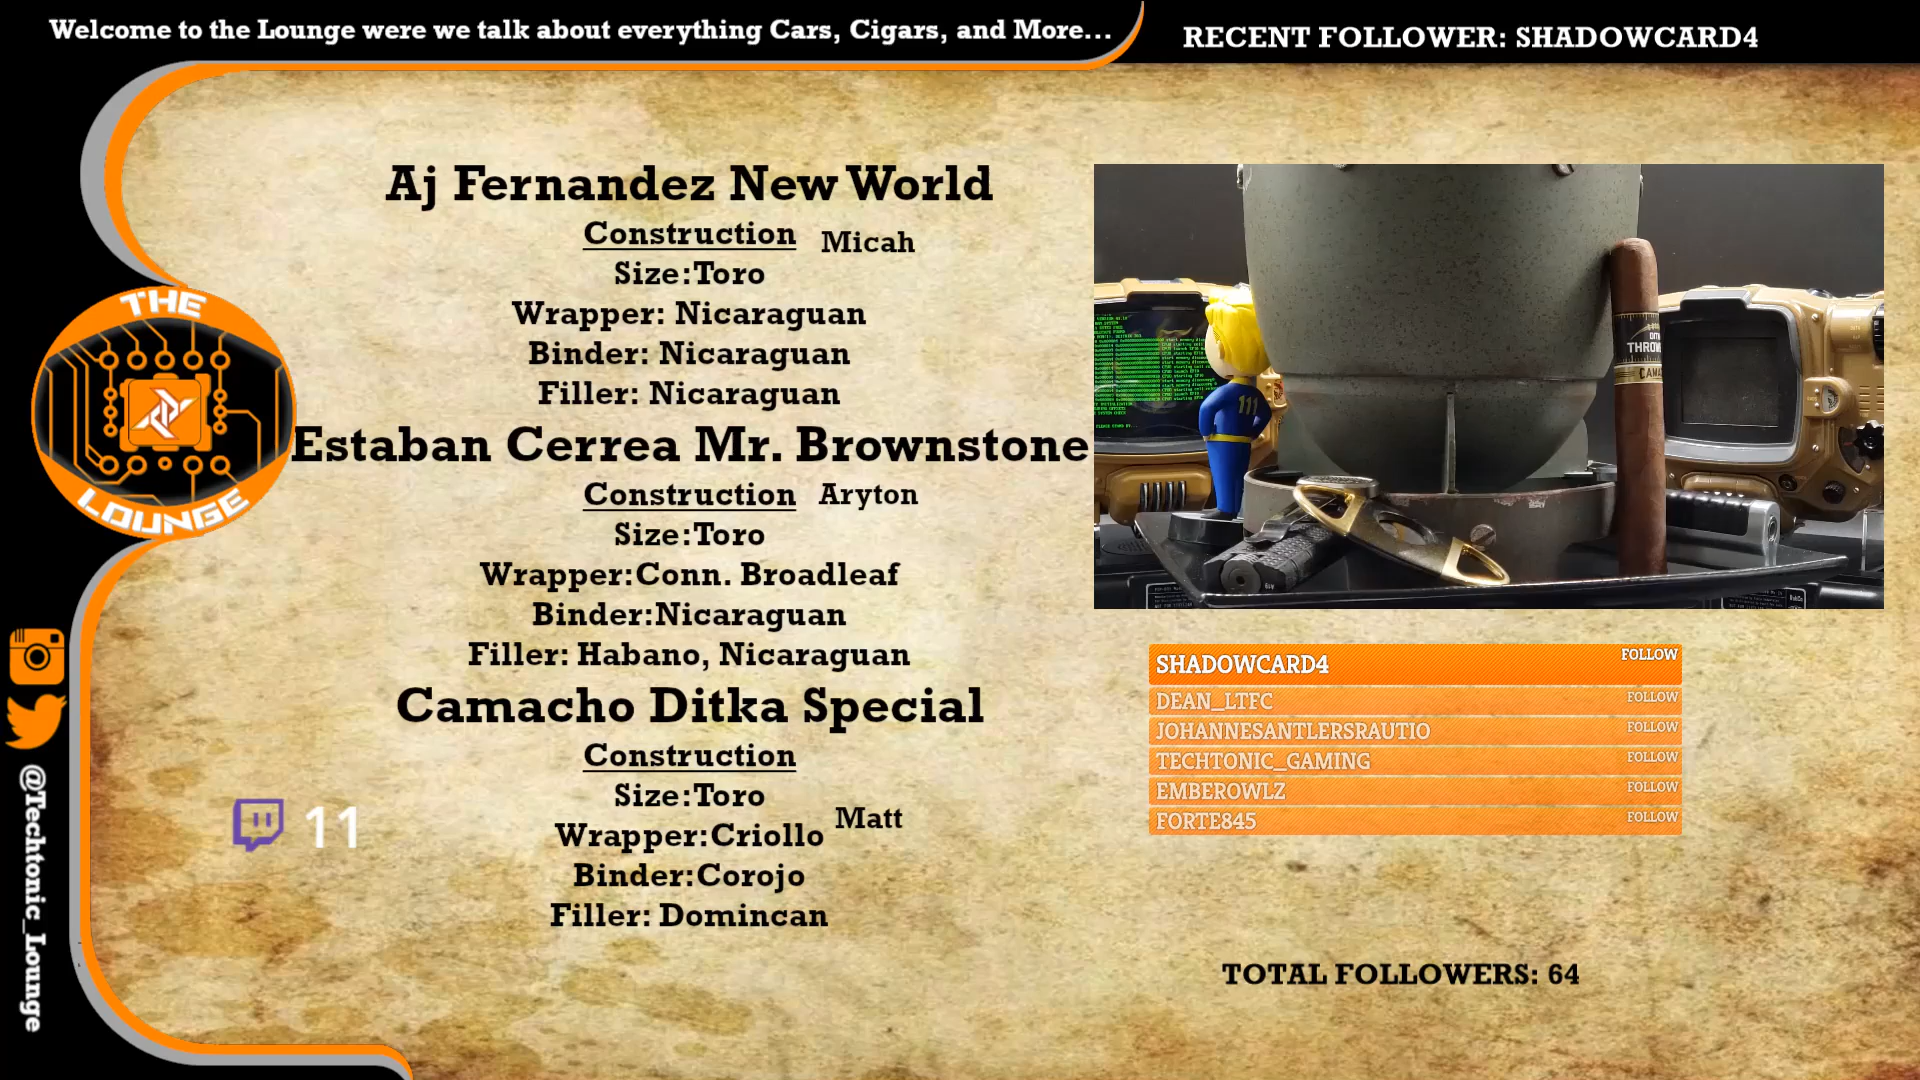 Welcome to the Lounge were we talk about everything Cars, Cigars, and More...
RECENT FOLLOWER: SHADOWCARD4
Aj Fernandez New World
Construction Micah
Size:Toro
Wrapper: Nicaraguan
Binder: Nicaraguan
Filler: Nicaraguan
THE
LOUNGE
Estaban Cerrea Mr. Brownstone
Construction Aryton
Size:Toro
Wrapper:Conn. Broadleaf
Binder:Nicaraguan
Filler: Habano, Nicaraguan
Camacho Ditka Special
Construction
Size:Toro
Matt
Wrapper:Criollo
Binder:Corojo
Filler: Domincan
11
@Techtonic_Lounge
111
SHADOWCARD4 FOLLOW
DEAN_LTFC FOLLOW
JOHANNESANTLERSRAUTIO FOLLOW
TECHTONIC_GAMING FOLLOW
EMBEROWLZ FOLLOW
FORTE845 FOLLOW
TOTAL FOLLOWERS: 64